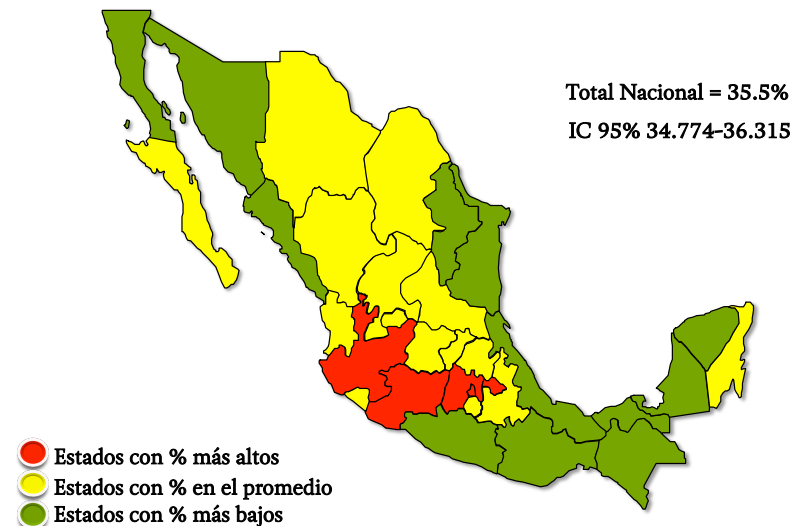 Total Nacional = 35.5%
IC 95% 34.774-36.315
Estados con % más altos
Estados con % en el promedio
Estados con % más bajos